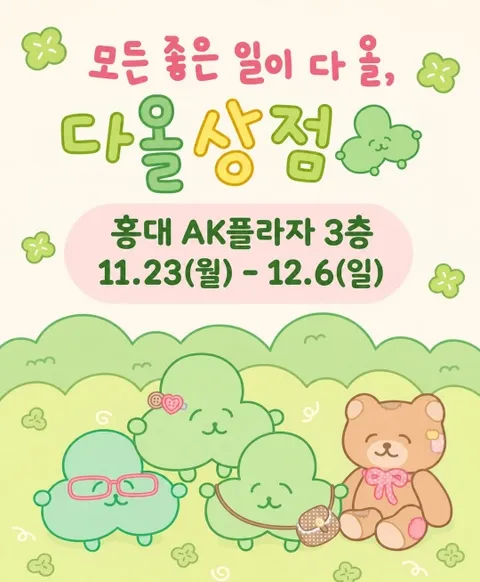 모든 좋은 일이 다 올,
다올상점
홍대 AK플라자 3층
11.23(월) - 12.6(일)